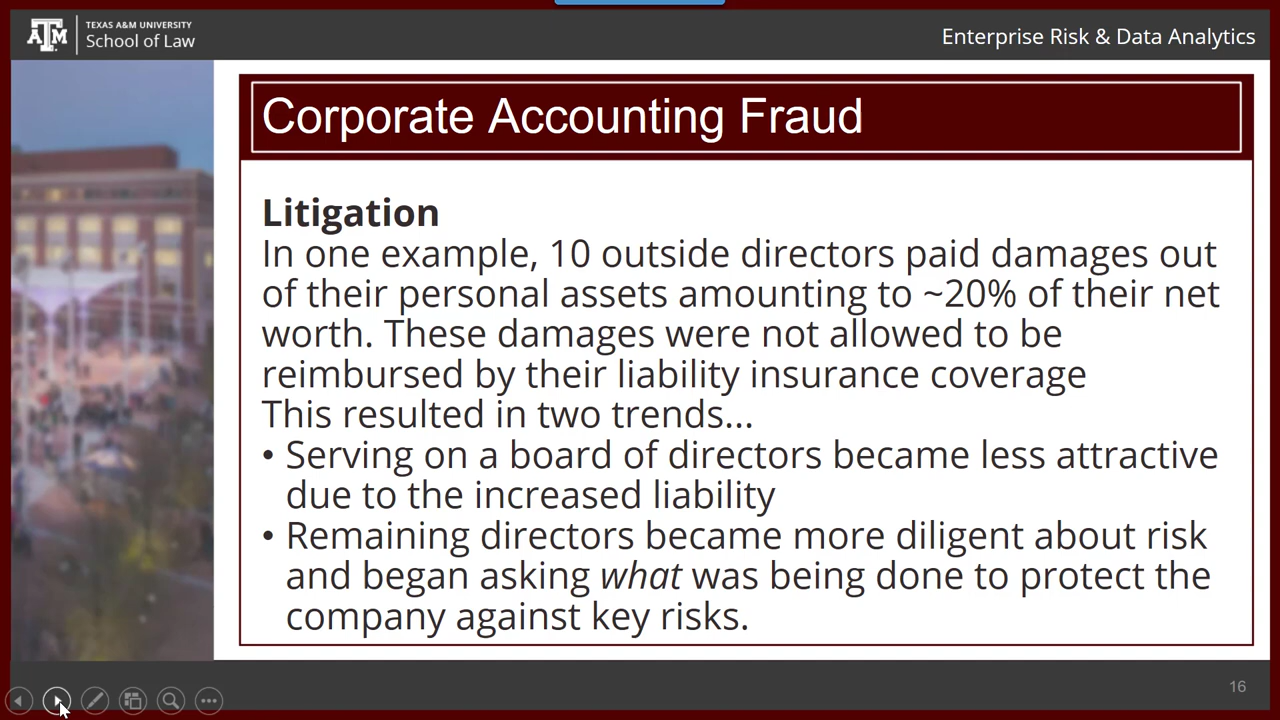 TEXAS A&M UNIVERSITY
School of Law
Enterprise Risk & Data Analytics
Corporate Accounting Fraud
Litigation
In one example, 10 outside directors paid damages out
of their personal assets amounting to ~20% of their net
worth. These damages were not allowed to be
reimbursed by their liability insurance coverage
This resulted in two trends...
• Serving on a board of directors became less attractive
due to the increased liability
• Remaining directors became more diligent about risk
and began asking what was being done to protect the
company against key risks.
16